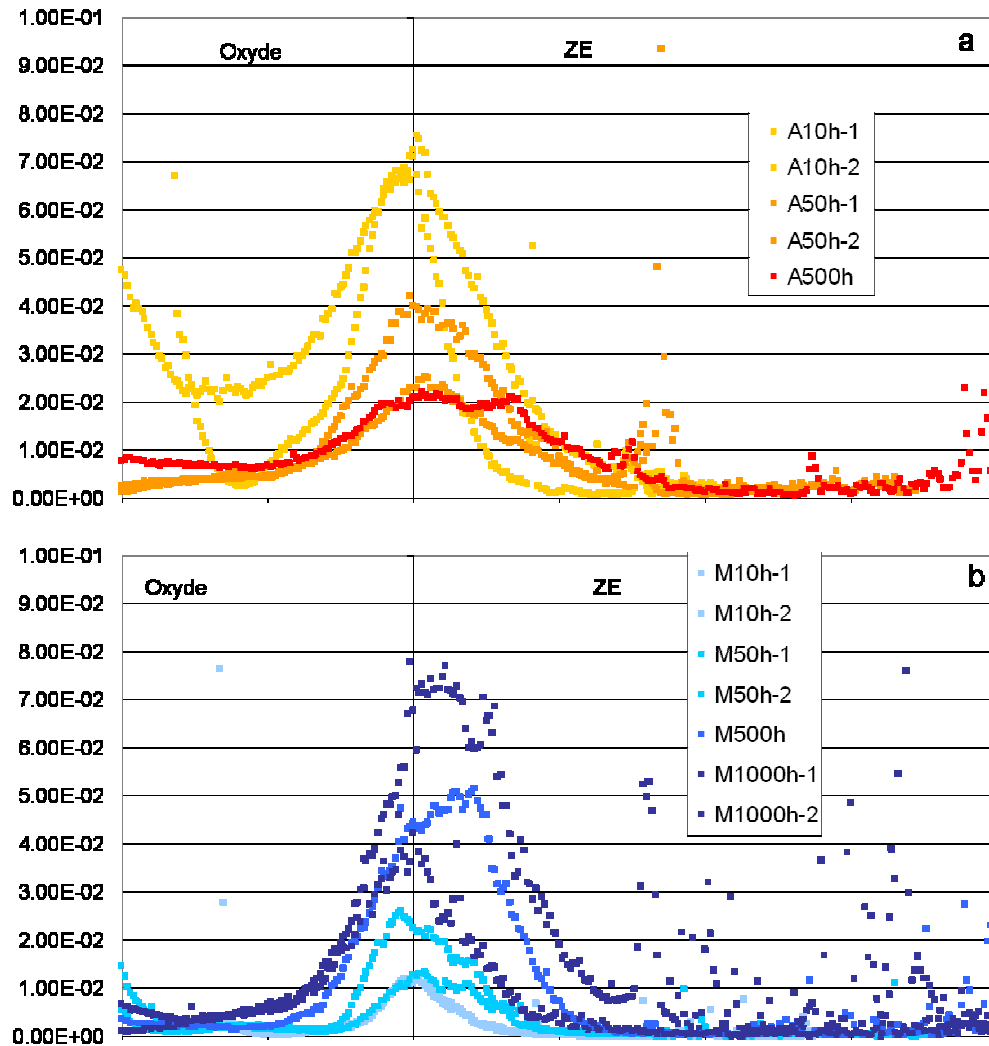 1.00E-01
9.00E-02
8.00E-02
7.00E-02
6.00E-02
5.00E-02
4.00E-02
3.00E-02
2.00E-02
1.00E-02
0.00E+00
Oxyde
ZE
a
A10h-1
A10h-2
A50h-1
A50h-2
A500h
1.00E-01
9.00E-02
8.00E-02
7.00E-02
6.00E-02
5.00E-02
4.00E-02
3.00E-02
2.00E-02
1.00E-02
0.00E+00
Oxyde
ZE
b
M10h-1
M10h-2
M50h-1
M50h-2
M500h
M1000h-1
M1000h-2